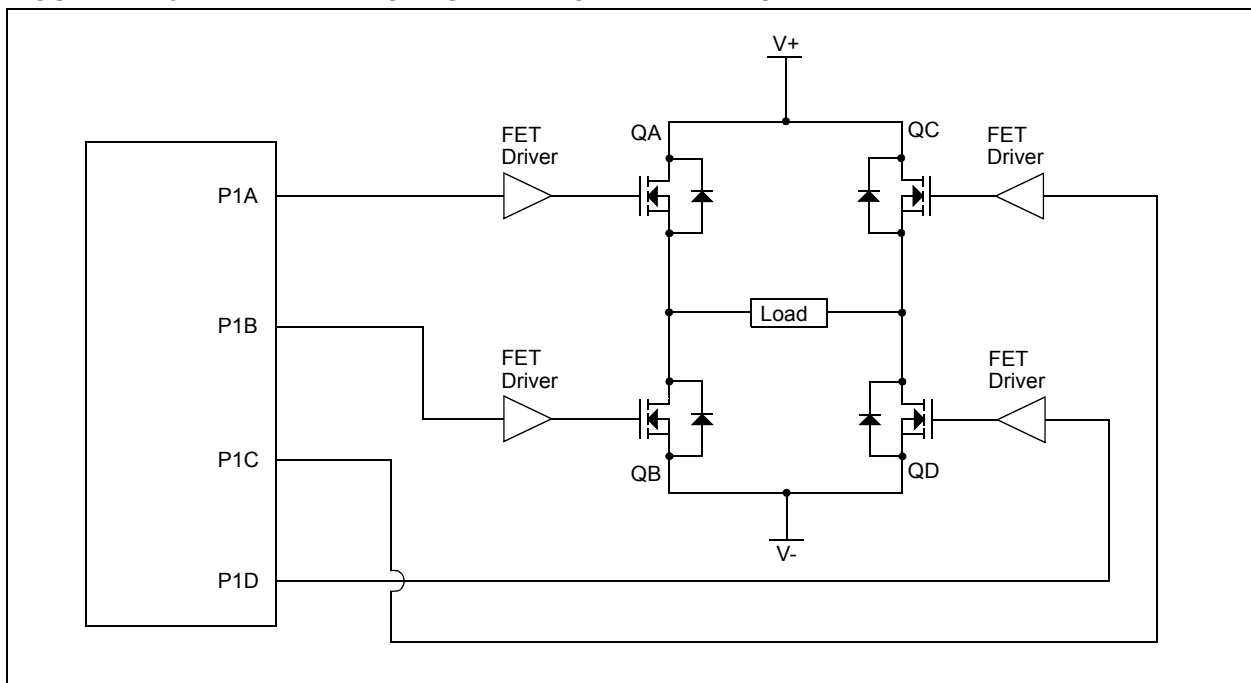 V+
QA
QC
FET
Driver
FET
Driver
P1A
P1B
Load
FET
Driver
FET
Driver
P1C
QB
QD
V-
P1D